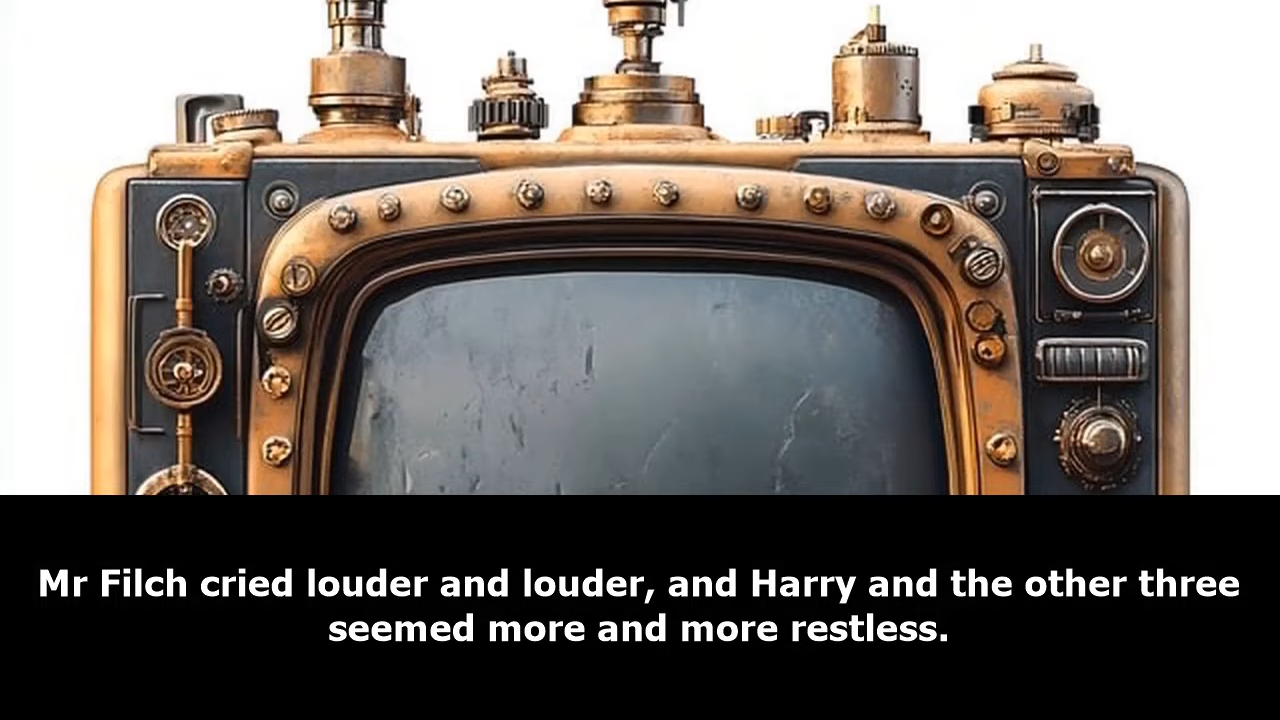 Mr Filch cried louder and louder, and Harry and the other three
seemed more and more restless.